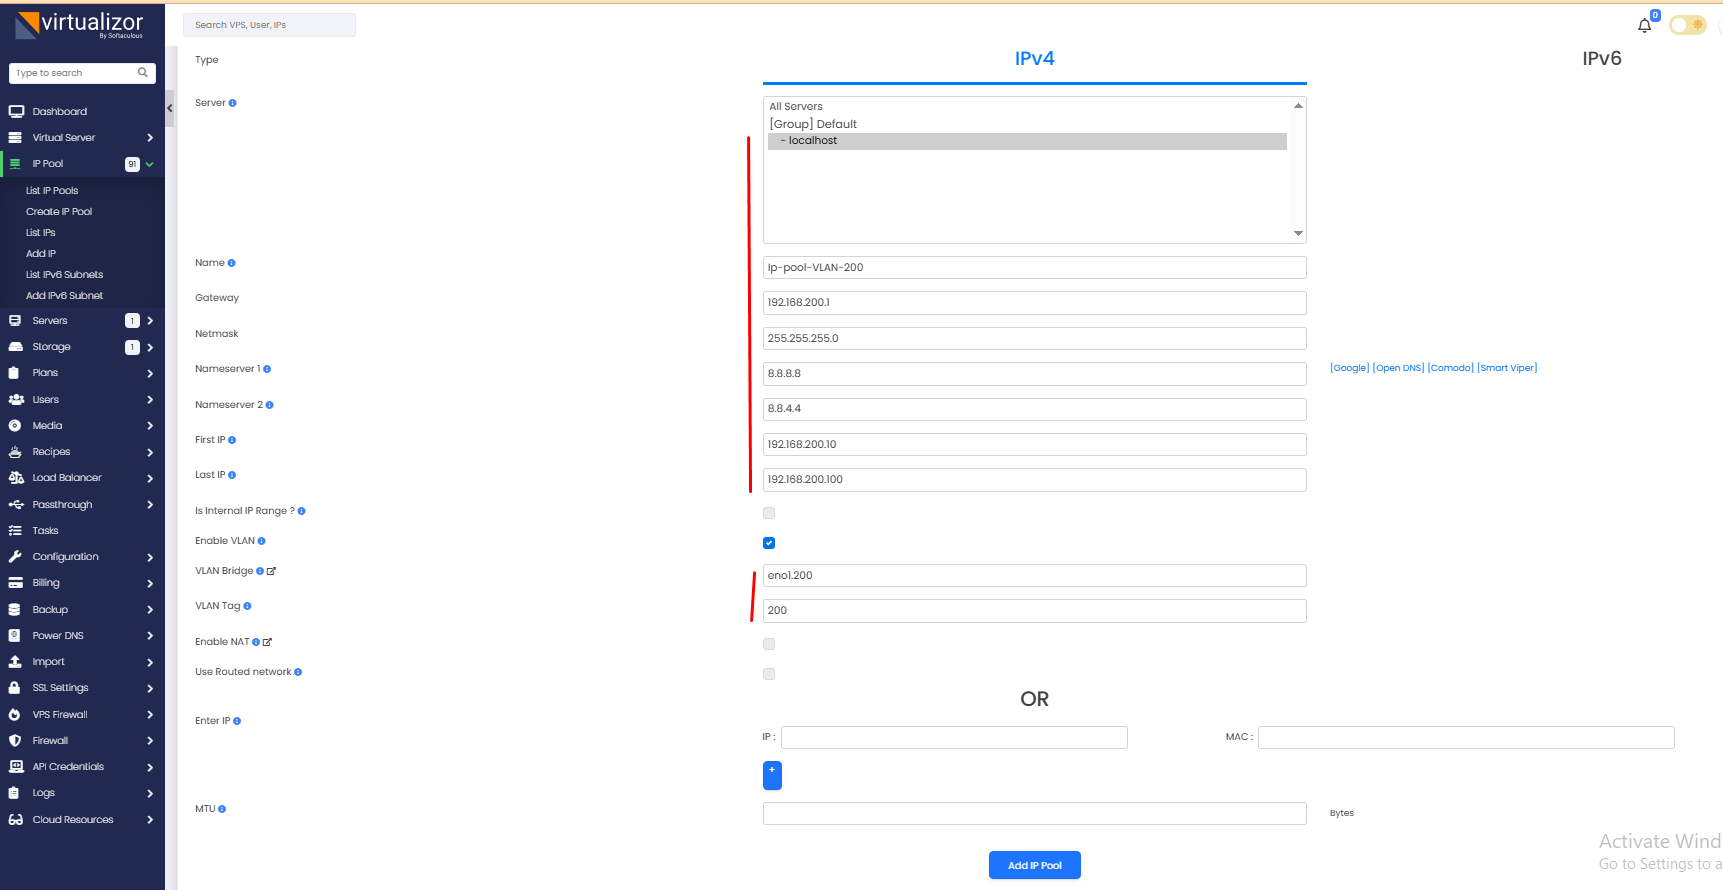 virtualizor
By Softaculous
Search VPS, User, IPs
0
Type to search
Dashboard
Virtual Server
IP Pool 91
List IP Pools
Create IP Pool
List IPs
Add IP
List IPv6 Subnets
Add IPv6 Subnet
Servers 1
Storage 1
Plans
Users
Media
Recipes
Load Balancer
Passthrough
Tasks
Configuration
Billing
Backup
Power DNS
Import
SSL Settings
VPS Firewall
Firewall
API Credentials
Logs
Cloud Resources
Type IPv4 IPv6
Server
All Servers
[Group] Default
- localhost
Name Ip-pool-VLAN-200
Gateway 192.168.200.1
Netmask 255.255.255.0
Nameserver 1 8.8.8.8 [Google] [Open DNS] [Comodo] [Smart Viper]
Nameserver 2 8.8.4.4
First IP 192.168.200.10
Last IP 192.168.200.100
Is Internal IP Range ?
Enable VLAN
VLAN Bridge eno1.200
VLAN Tag 200
Enable NAT
Use Routed network
OR
Enter IP IP : MAC :
+
MTU Bytes
Add IP Pool
Activate Wind
Go to Settings to a